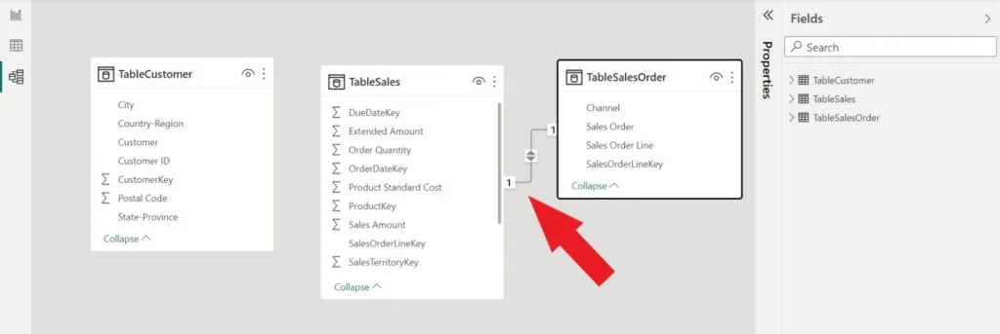 TableCustomer
City
Country-Region
Customer
Customer ID
CustomerKey
Postal Code
State-Province
Collapse
TableSales
DueDateKey
Extended Amount
Order Quantity
OrderDateKey
Product Standard Cost
ProductKey
Sales Amount
SalesOrderLineKey
SalesTerritoryKey
Collapse
1
1
TableSalesOrder
Channel
Sales Order
Sales Order Line
SalesOrderLineKey
Collapse
Properties
Fields
Search
TableCustomer
TableSales
TableSalesOrder